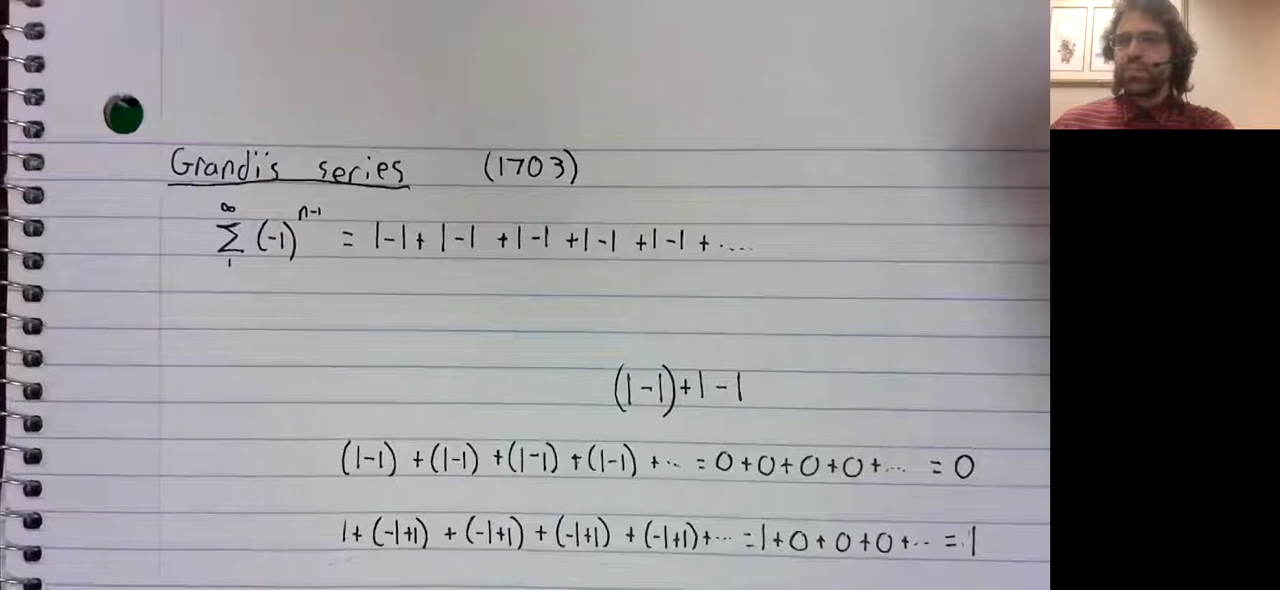 Grandi's series (1703)
∞ ∑ 1 (-1)^{n-1} = 1-1+1-1+1-1+1-1+1-1+....
(1-1)+1-1
(1-1)+(1-1)+(1-1)+(1-1)+... = 0+0+0+0+... = 0
1+(-1+1)+(-1+1)+(-1+1)+(-1+1)+... = 1+0+0+0+... = 1